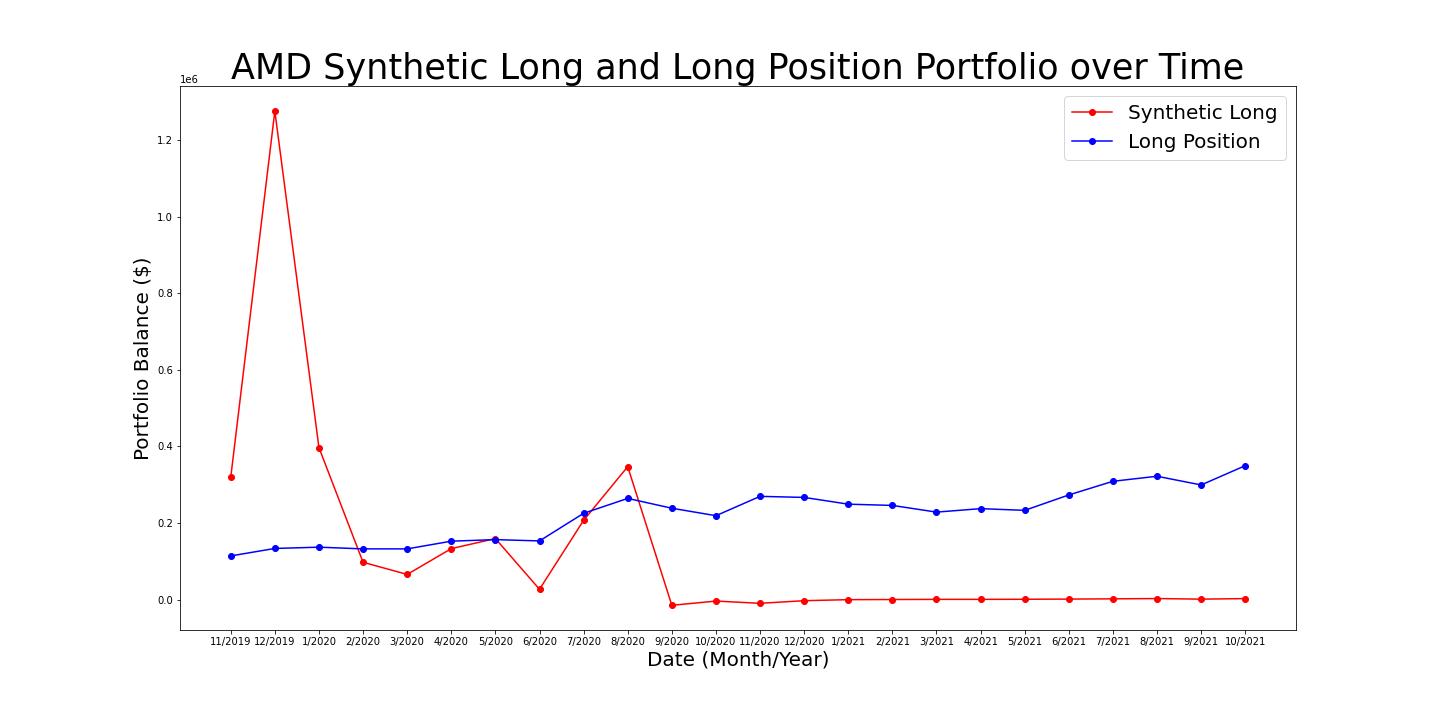 AMD Synthetic Long and Long Position Portfolio over Time
1e6
Synthetic Long
Long Position
1.2
1.0
0.8
0.6
0.4
0.2
0.0
Portfolio Balance ($)
11/2019 12/2019 1/2020 2/2020 3/2020 4/2020 5/2020 6/2020 7/2020 8/2020 9/2020 10/2020 11/2020 12/2020 1/2021 2/2021 3/2021 4/2021 5/2021 6/2021 7/2021 8/2021 9/2021 10/2021
Date (Month/Year)